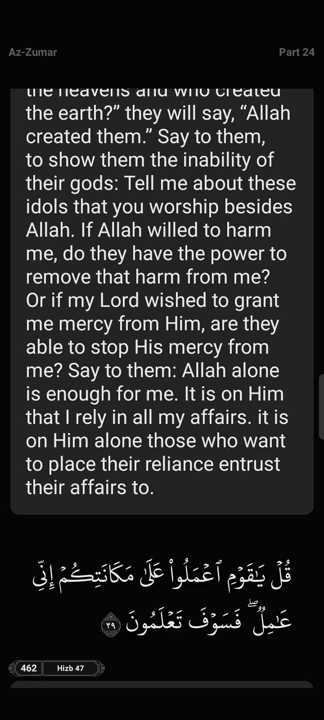 Az-Zumar
Part 24
the heavens and who created
the earth?” they will say, “Allah
created them.” Say to them,
to show them the inability of
their gods: Tell me about these
idols that you worship besides
Allah. If Allah willed to harm
me, do they have the power to
remove that harm from me?
Or if my Lord wished to grant
me mercy from Him, are they
able to stop His mercy from
me? Say to them: Allah alone
is enough for me. It is on Him
that I rely in all my affairs. it is
on Him alone those who want
to place their reliance entrust
their affairs to.
قُلۡ يَٰقَوۡمِ ٱعۡمَلُواْ عَلَىٰ مَكَانَتِكُمۡ إِنِّي
عَٰمِلٞۖ فَسَوۡفَ تَعۡلَمُونَ ٣٩
462
Hizb 47